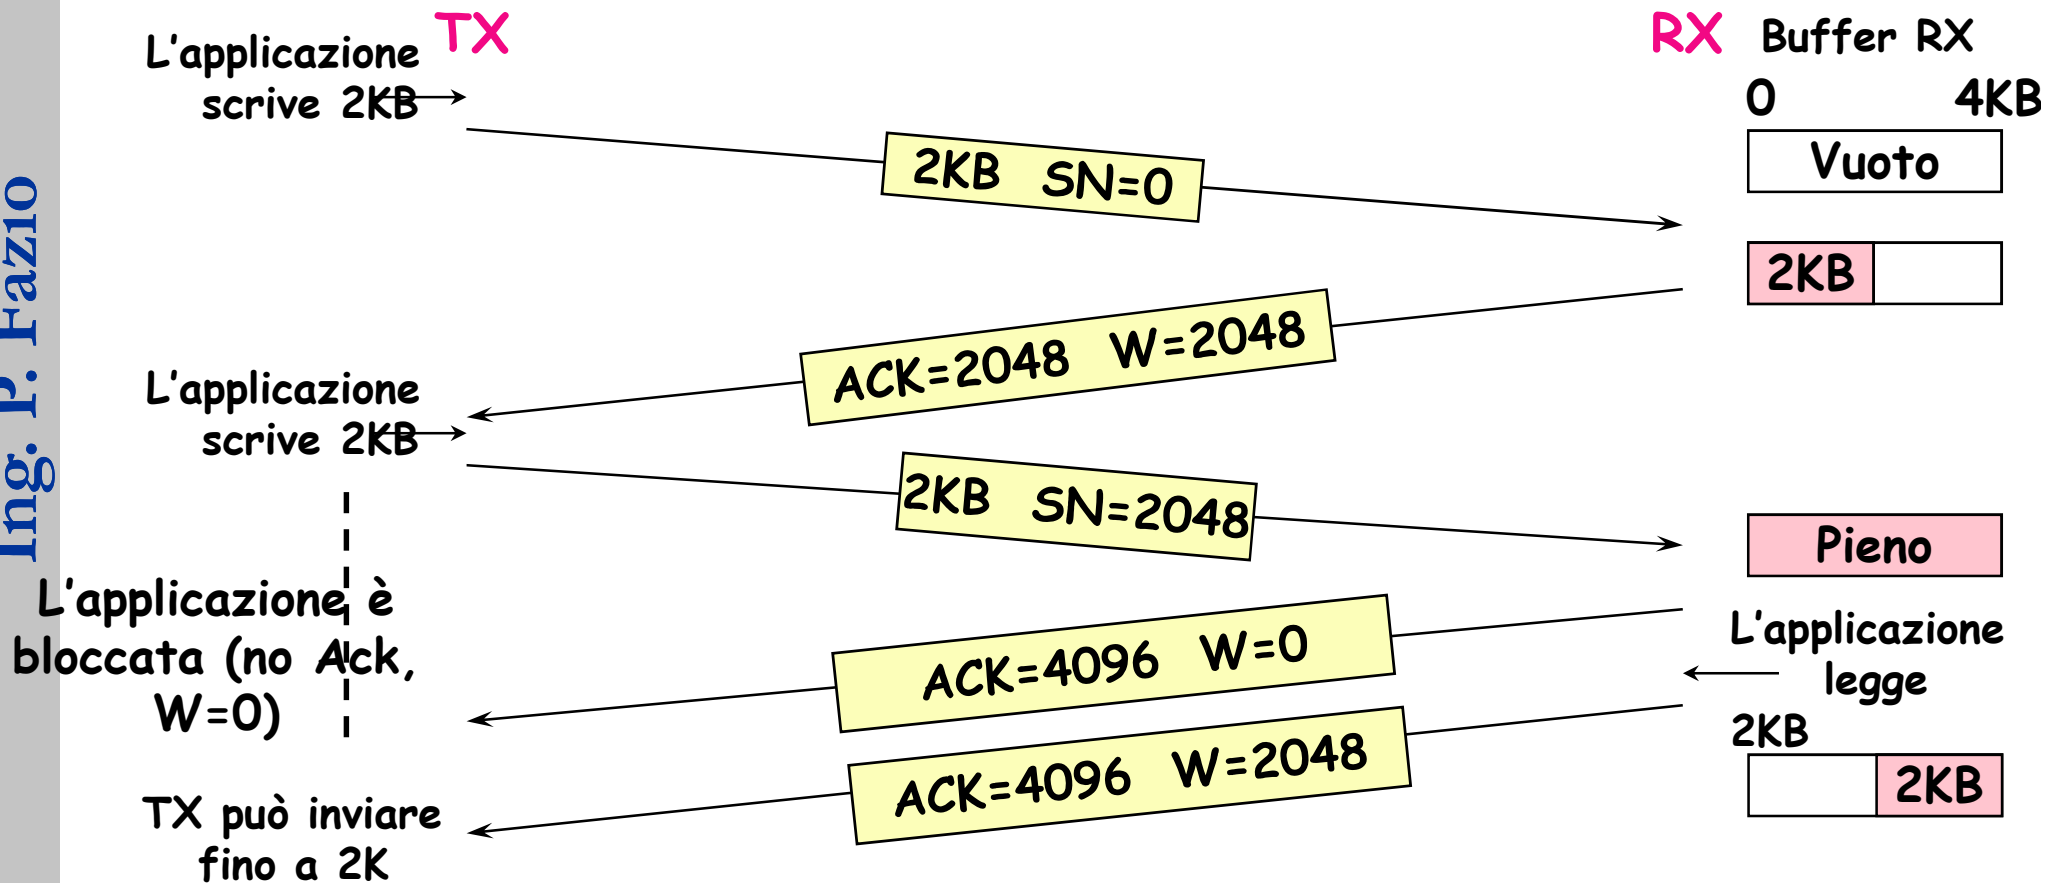 TX
RX Buffer RX
L'applicazione
scrive 2KB
0 4KB
2KB SN=0
Vuoto
2KB
ACK=2048 W=2048
L'applicazione
scrive 2KB
2KB SN=2048
Pieno
L'applicazione è
bloccata (no Ack,
W=0)
ACK=4096 W=0
L'applicazione
legge
2KB
ACK=4096 W=2048
2KB
TX può inviare
fino a 2K
Ing. P. Fazio